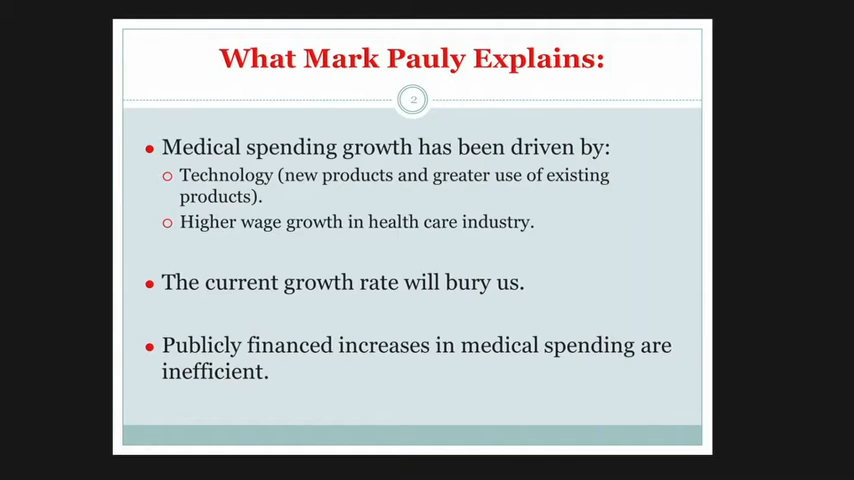 What Mark Pauly Explains:
2
Medical spending growth has been driven by:
Technology (new products and greater use of existing
products).
Higher wage growth in health care industry.
The current growth rate will bury us.
Publicly financed increases in medical spending are
inefficient.